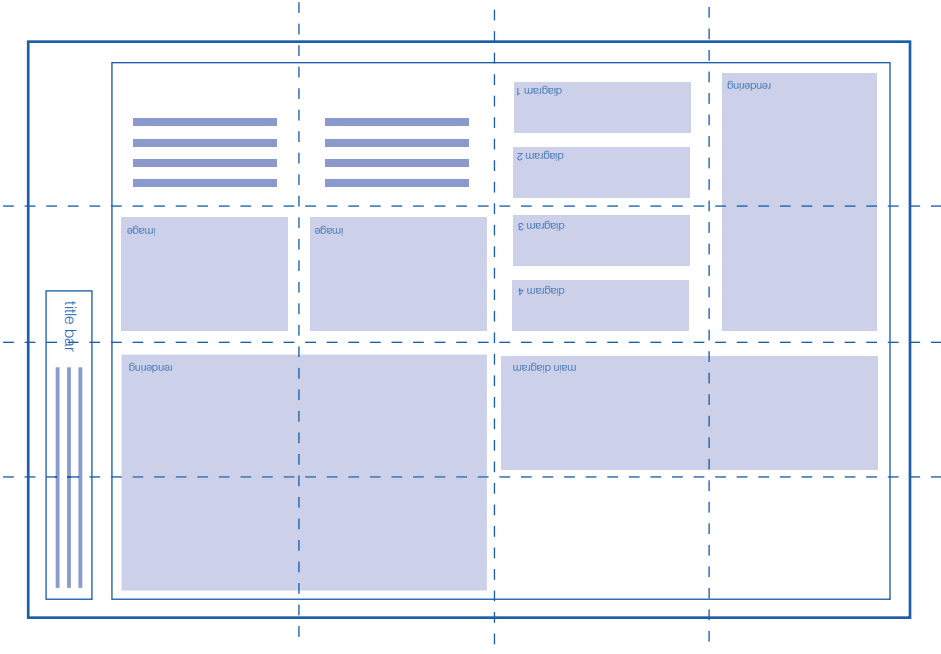 diagram 1
rendering
diagram 2
image
image
diagram 3
diagram 4
title bar
rendering
main diagram